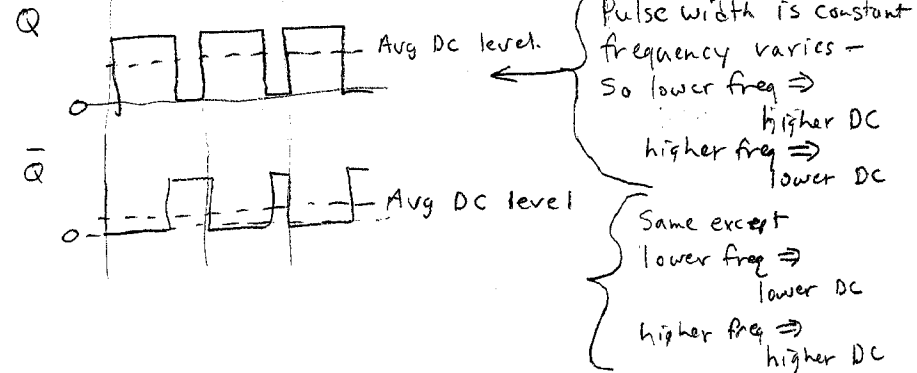 Q
Avg DC level.
0
Pulse width is constant
frequency varies –
So lower freq ⇒
higher DC
higher freq ⇒
lower DC
Q̅
Avg DC level
0
Same except
lower freq ⇒
lower DC
higher freq ⇒
higher DC